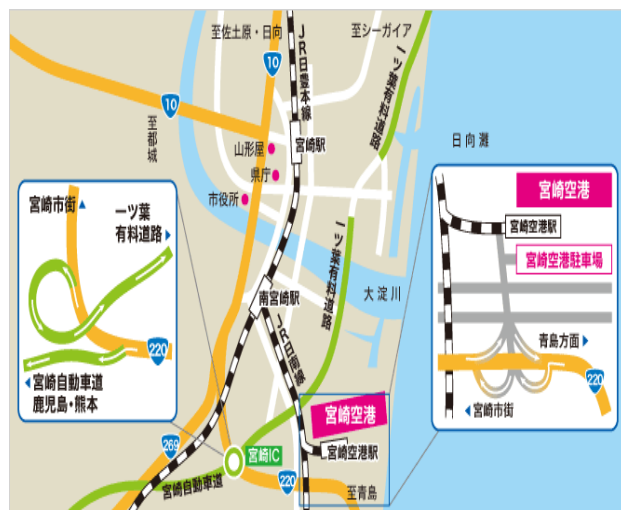 至佐土原・日向
至シーガイア
10
JR日豊本線
一ツ葉有料道路
10
至都城
山形屋
宮崎駅
日向灘
県庁
市役所
宮崎市街
一ツ葉
有料道路
220
宮崎自動車道
鹿児島・熊本
南宮崎駅
一ツ葉有料道路
大淀川
JR日南線
宮崎空港
宮崎空港駅
宮崎空港駐車場
青島方面
220
宮崎市街
宮崎空港
宮崎空港駅
269
宮崎IC
宮崎自動車道
220
至青島